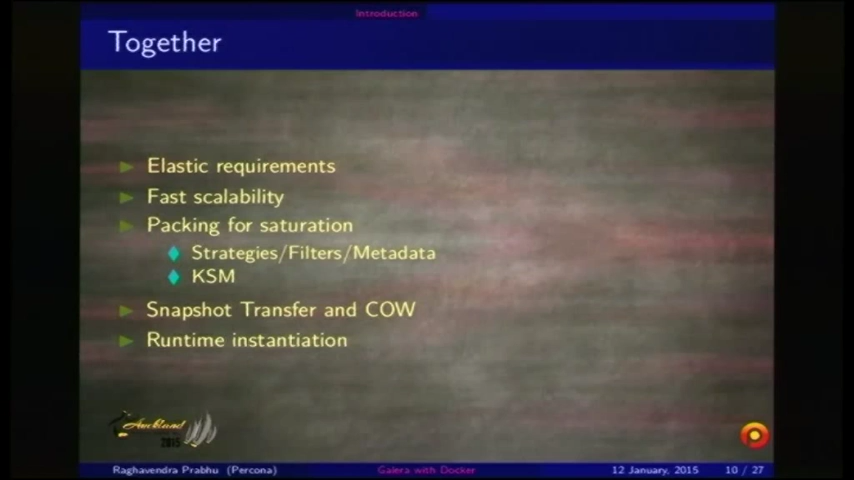 Introduction
Together
Elastic requirements
Fast scalability
Packing for saturation
Strategies/Filters/Metadata
KSM
Snapshot Transfer and COW
Runtime instantiation
Auckland
2015
Raghavendra Prabhu (Percona)
Galera with Docker
12 January, 2015
10 / 27